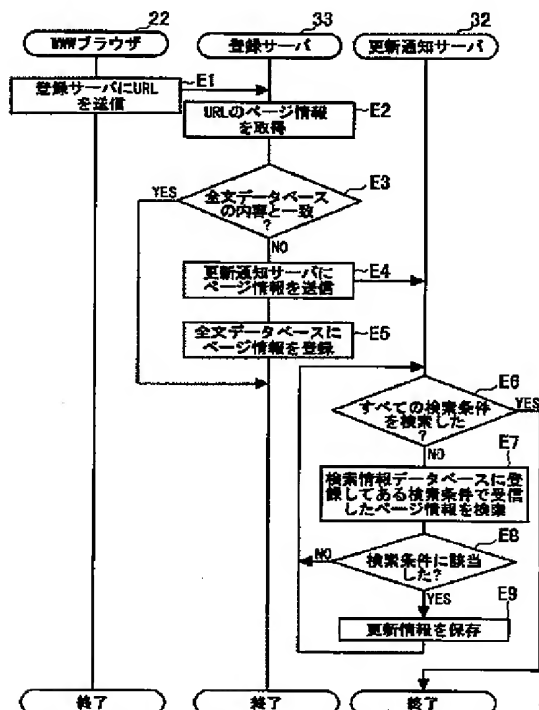 22
33
32
WWWブラウザ
登録サーバ
更新通知サーバ
登録サーバにURL
を送信
E1
URLのページ情報
を取得
E2
全文データベース
の内容と一致
?
E3
YES
NO
更新通知サーバに
ページ情報を送信
E4
全文データベースに
ページ情報を登録
E5
すべての検索条件
を検索した
?
E6
YES
NO
E7
検索情報データベースに登
録してある検索条件で受信
したページ情報を検索
E8
検索条件に該当
した?
NO
YES
E9
更新情報を保存
終了
終了
終了